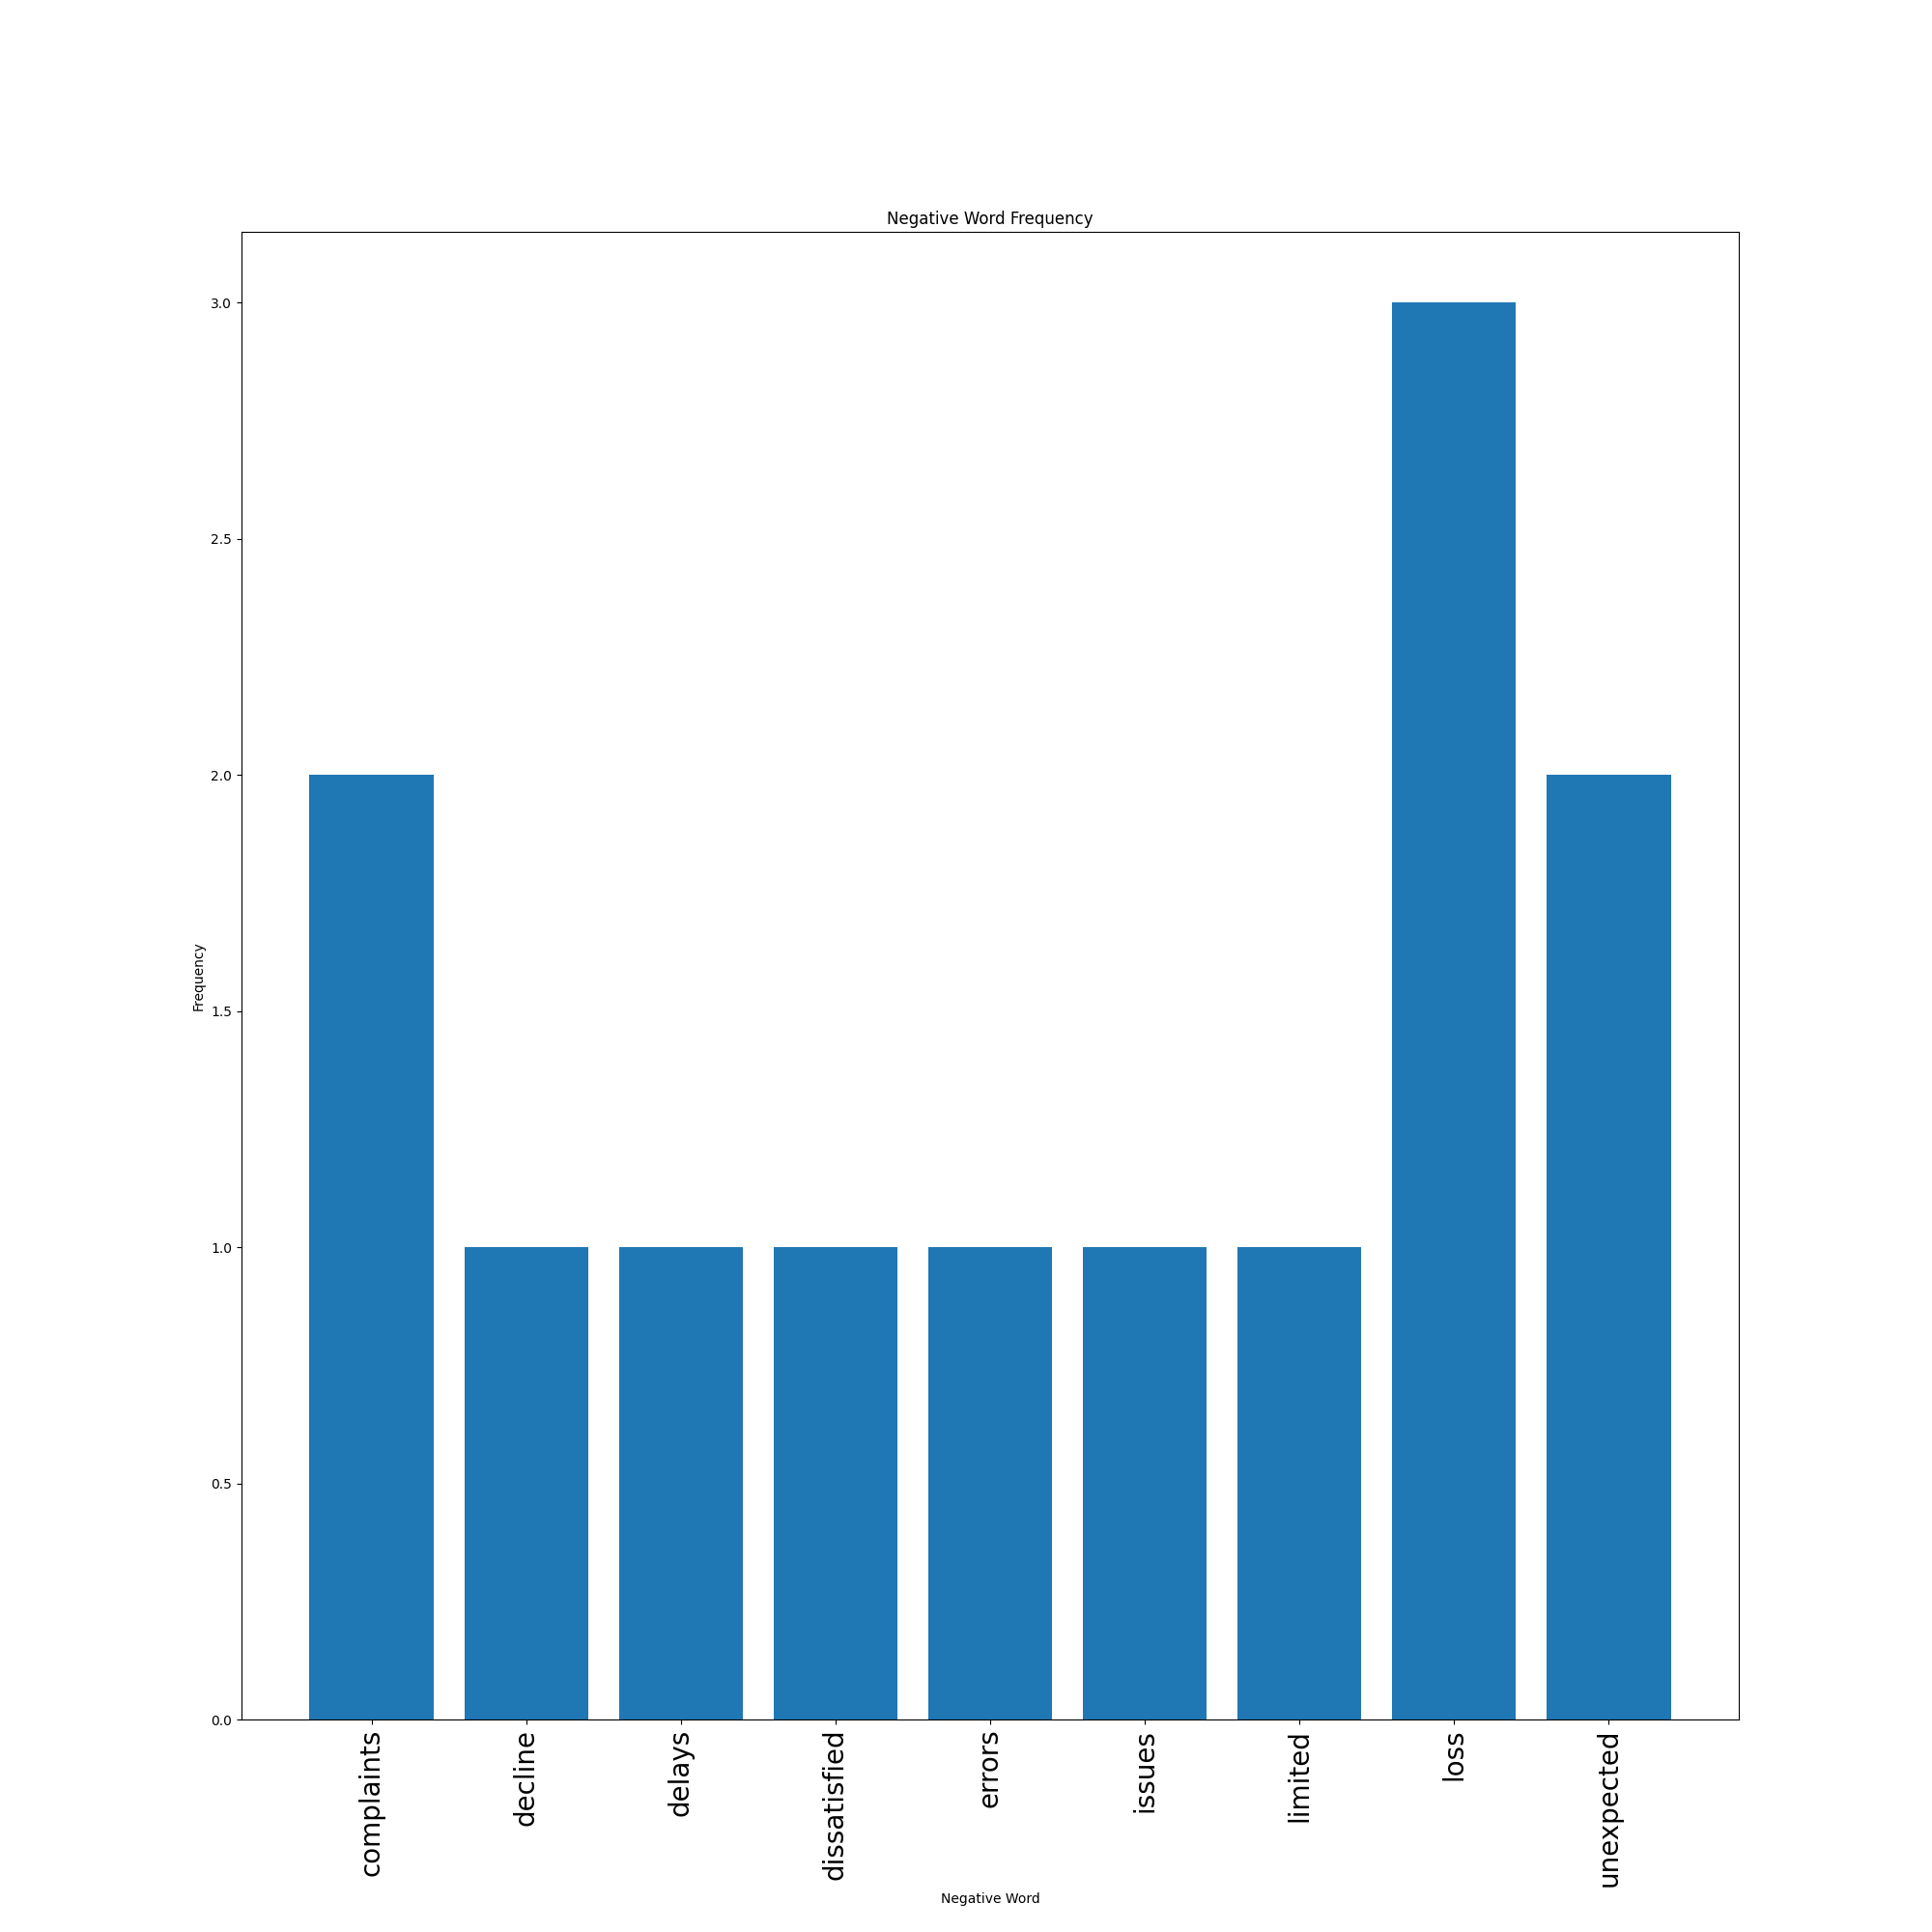 Negative Word Frequency
3.0
2.5
2.0
1.5
1.0
0.5
0.0
Frequency
complaints
decline
delays
dissatisfied
errors
issues
limited
loss
unexpected
Negative Word